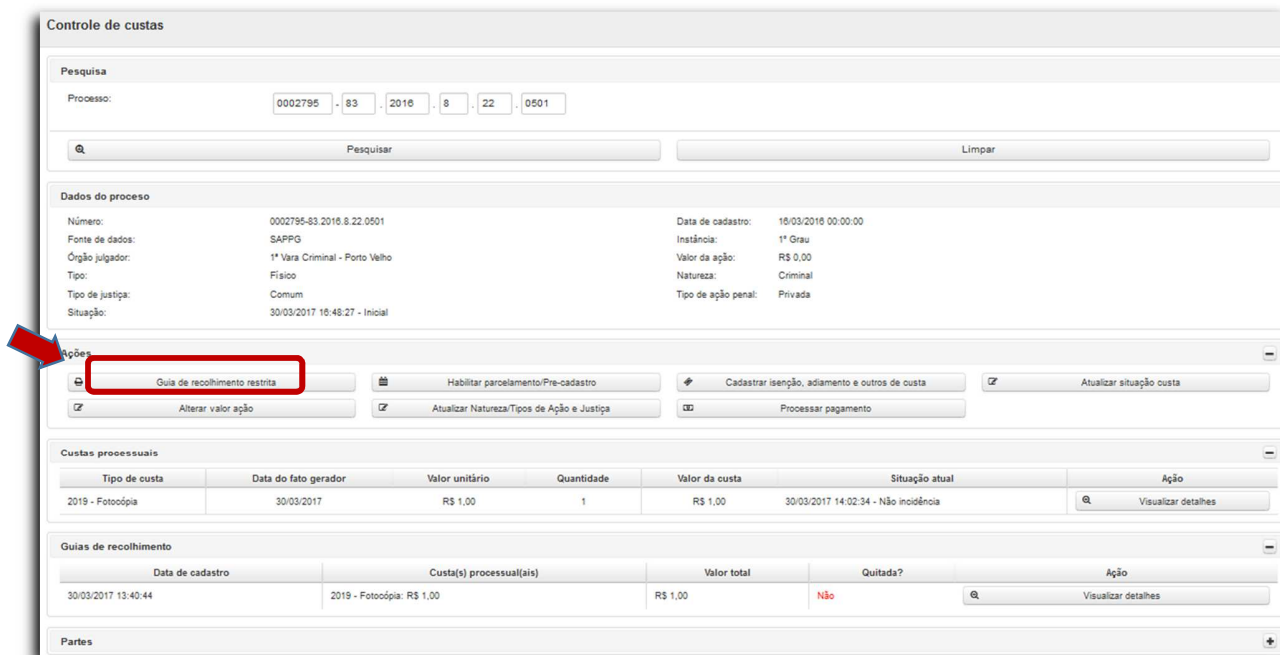 Controle de custas
Pesquisa
Processo: 0002795 - 83 . 2016 . 8 . 22 . 0501
Pesquisar Limpar
Dados do proceso
Número: 0002795-83.2016.8.22.0501 Data de cadastro: 16/03/2016 00:00:00
Fonte de dados: SAPPG Instância: 1º Grau
Órgão julgador: 1ª Vara Criminal - Porto Velho Valor da ação: R$ 0,00
Tipo: Físico Natureza: Criminal
Tipo de justiça: Comum Tipo de ação penal: Privada
Situação: 30/03/2017 16:48:27 - Inicial
Ações
Guia de recolhimento restrita Habilitar parcelamento/Pre-cadastro Cadastrar isenção, adiamento e outros de custa Atualizar situação custa
Alterar valor ação Atualizar Natureza/Tipos de Ação e Justiça Processar pagamento
Custas processuais
Tipo de custa Data do fato gerador Valor unitário Quantidade Valor da custa Situação atual Ação
2019 - Fotocópia 30/03/2017 R$ 1,00 1 R$ 1,00 30/03/2017 14:02:34 - Não incidência Visualizar detalhes
Guias de recolhimento
Data de cadastro Custa(s) processual(ais) Valor total Quitada? Ação
30/03/2017 13:40:44 2019 - Fotocópia: R$ 1,00 R$ 1,00 Não Visualizar detalhes
Partes